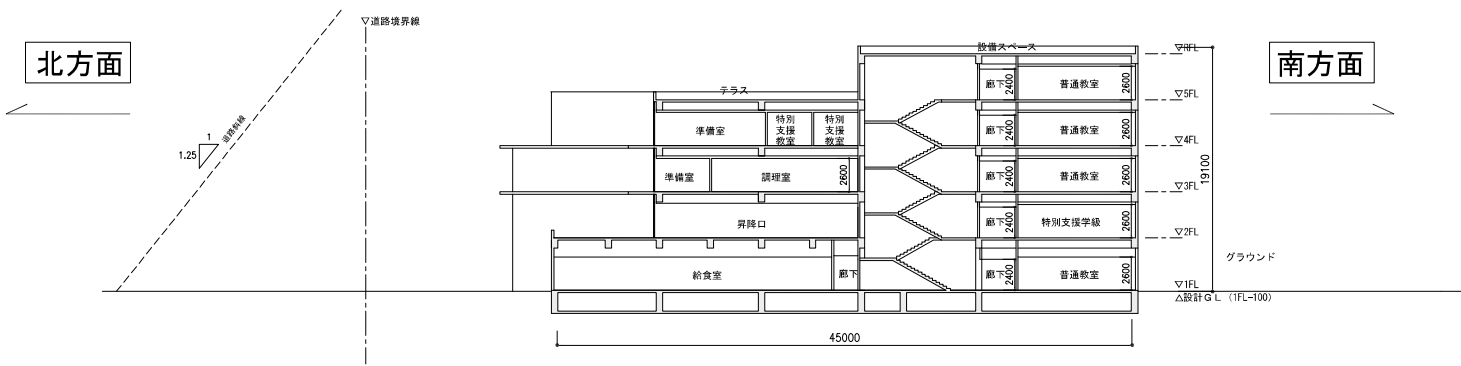 ▽道路境界線
北方面
南方面
道路斜線
1
1.25
設備スペース
▽RFL
テラス
廊下
2400
普通教室
2600
▽5FL
準備室
特別
支援
教室
特別
支援
教室
廊下
2400
普通教室
2600
▽4FL
準備室
調理室
2600
廊下
2400
普通教室
2600
▽3FL
19100
昇降口
廊下
2400
特別支援学級
2600
▽2FL
グラウンド
給食室
廊下
廊下
2400
普通教室
2600
▽1FL
△設計GL (1FL-100)
45000